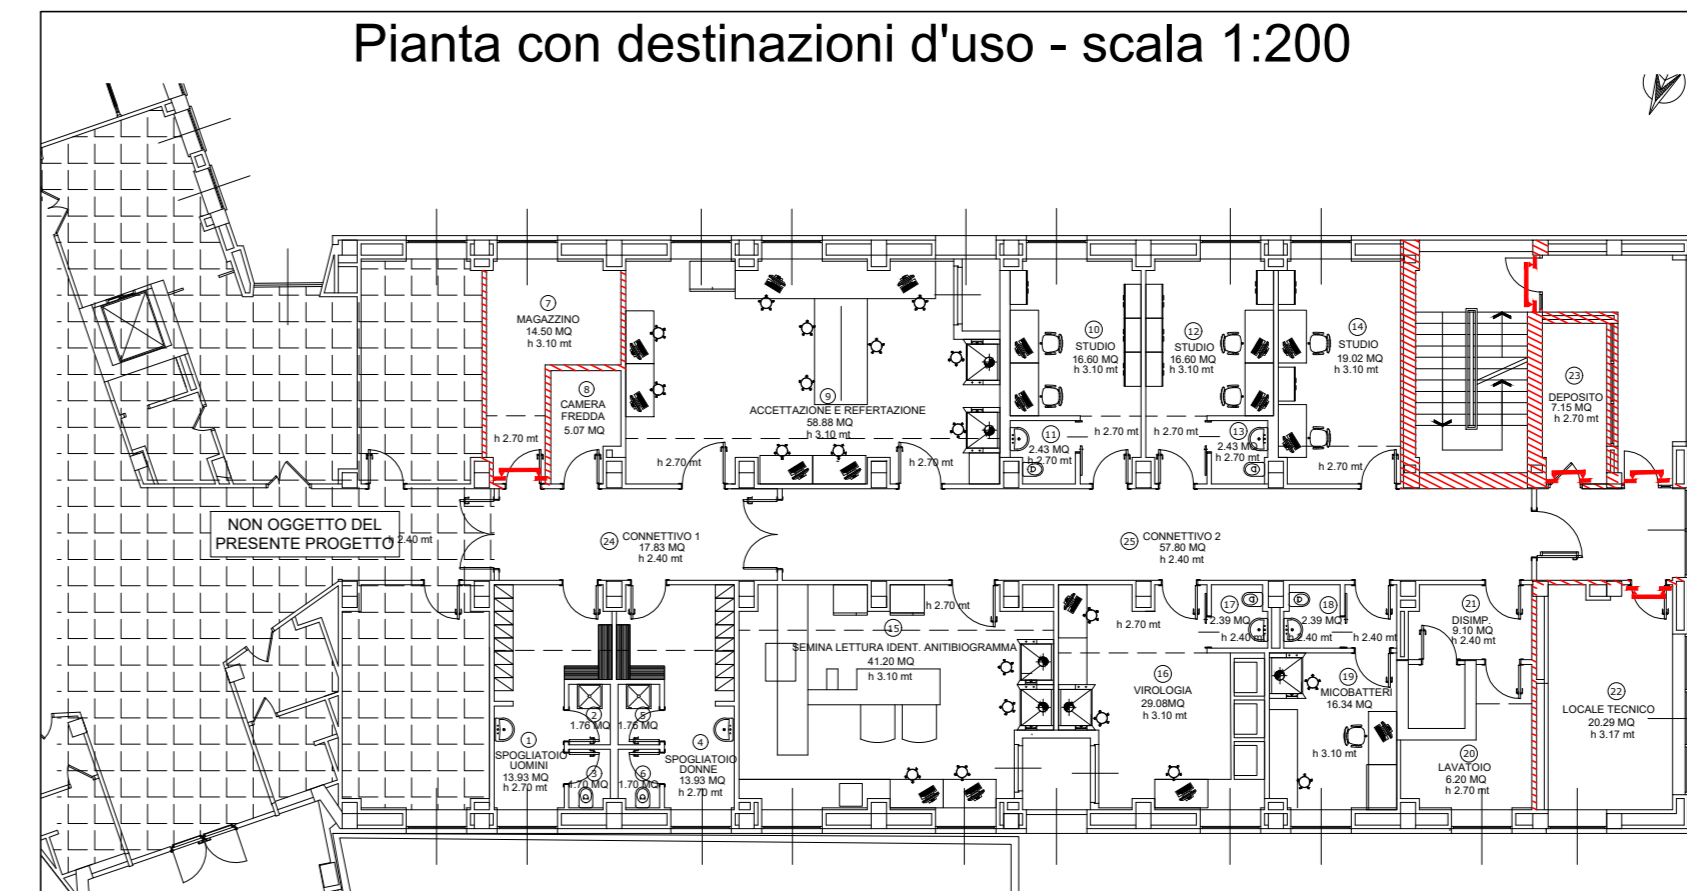 Pianta con destinazioni d'uso - scala 1:200
7
MAGAZZINO
14.50 MQ
h 3.10 mt
8
CAMERA
FREDDA
5.07 MQ
h 2.70 mt
9
ACCETTAZIONE E REFERTAZIONE
58.88 MQ
h 3.10 mt
h 2.70 mt
h 2.70 mt
10
STUDIO
16.60 MQ
h 3.10 mt
11
2.43 MQ
h 2.70 mt
h 2.70 mt
12
STUDIO
16.60 MQ
h 3.10 mt
h 2.70 mt
13
2.43 MQ
h 2.70 mt
14
STUDIO
19.02 MQ
h 3.10 mt
h 2.70 mt
23
DEPOSITO
7.15 MQ
h 2.70 mt
NON OGGETTO DEL
PRESENTE PROGETTO
h 2.40 mt
24 CONNETTIVO 1
17.83 MQ
h 2.40 mt
25 CONNETTIVO 2
57.80 MQ
h 2.40 mt
1
SPOGLIATOIO
UOMINI
13.93 MQ
h 2.70 mt
2
1.76 MQ
3
1.70 MQ
5
1.76 MQ
6
1.70 MQ
4
SPOGLIATOIO
DONNE
13.93 MQ
h 2.70 mt
h 2.70 mt
15
SEMINA LETTURA IDENT. ANITIBIOGRAMMA
41.20 MQ
h 3.10 mt
h 2.70 mt
16
VIROLOGIA
29.08MQ
h 3.10 mt
17
2.39 MQ
h 2.40 mt
18
2.39 MQ
h 2.40 mt
h 2.40 mt
19
MICOBATTERI
16.34 MQ
h 3.10 mt
21
DISIMP.
9.10 MQ
h 2.40 mt
20
LAVATOIO
6.20 MQ
h 2.70 mt
22
LOCALE TECNICO
20.29 MQ
h 3.17 mt